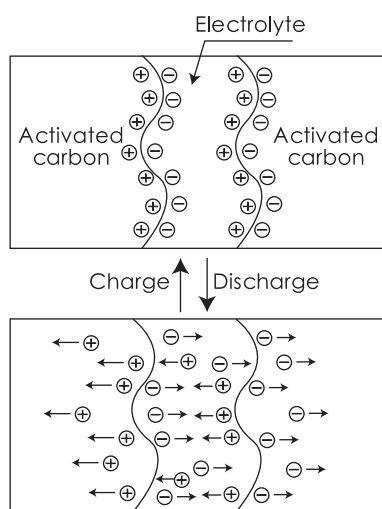 Electrolyte
Activated
carbon
Activated
carbon
Charge
Discharge